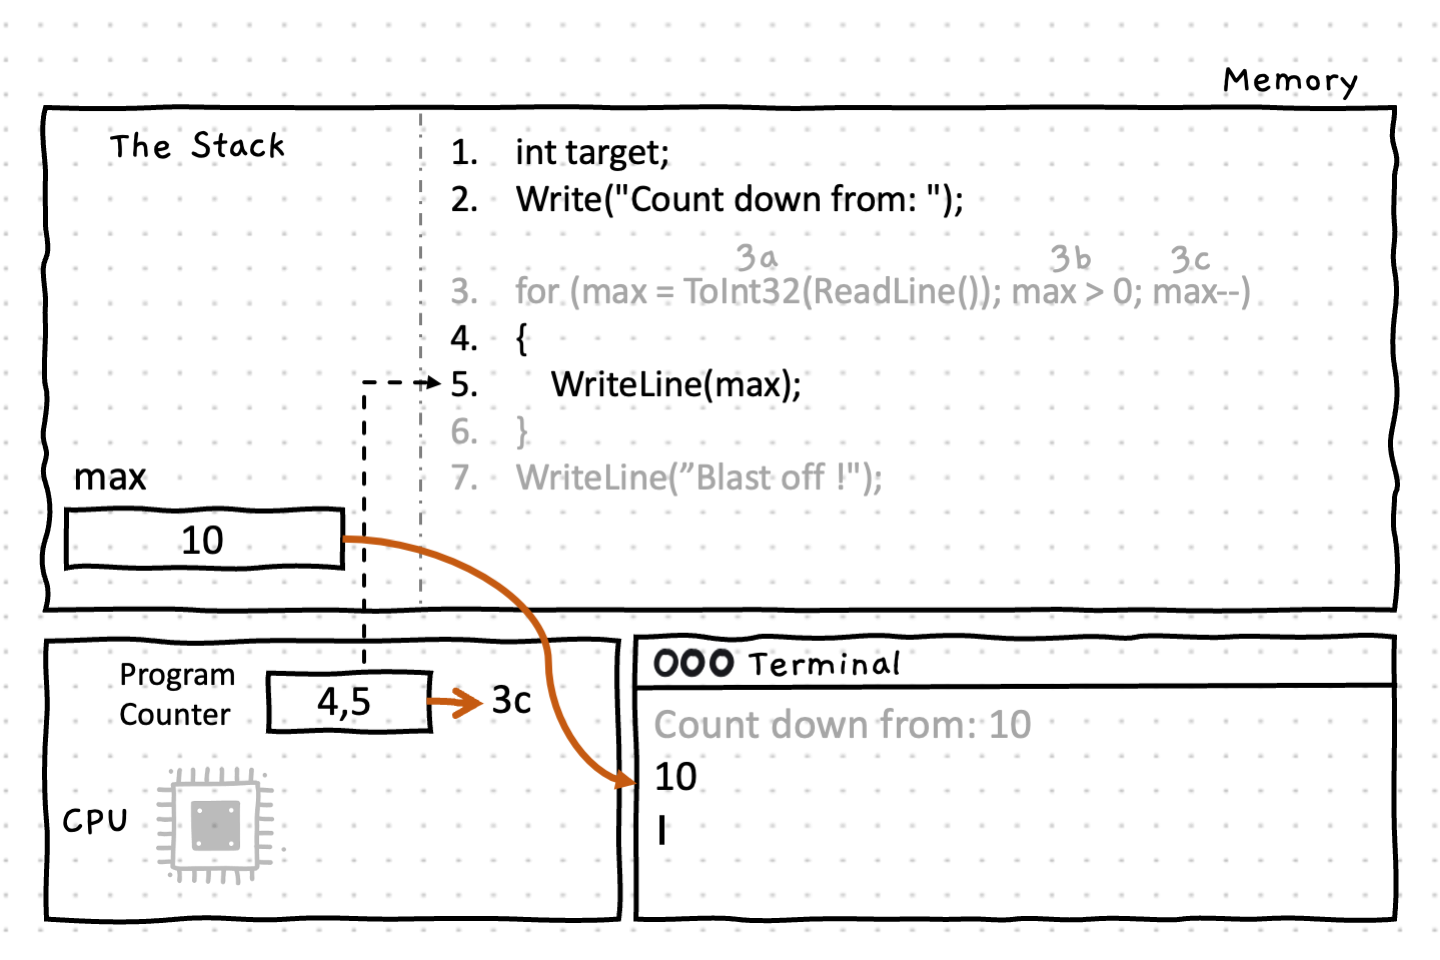 Memory
The Stack
1. int target;
2. Write("Count down from: ");
3a 3b 3c
3. for (max = ToInt32(ReadLine()); max > 0; max--)
4. {
5. WriteLine(max);
6. }
7. WriteLine(”Blast off !");
max
10
Program
Counter
4,5
3c
CPU
Terminal
Count down from: 10
10